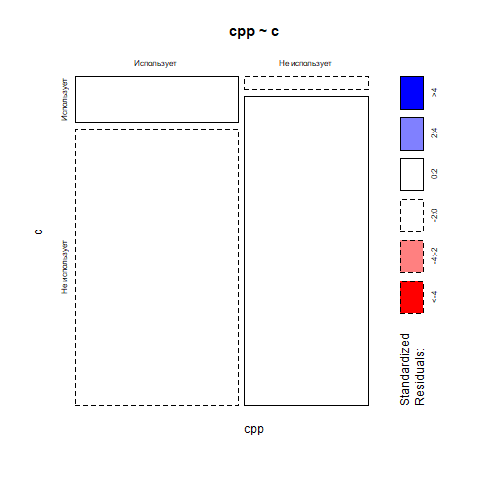 cpp ~ c
Использует
Не использует
Использует
Не использует
c
cpp
>4
2:4
0:2
-2:0
-4:-2
<-4
Standardized
Residuals: